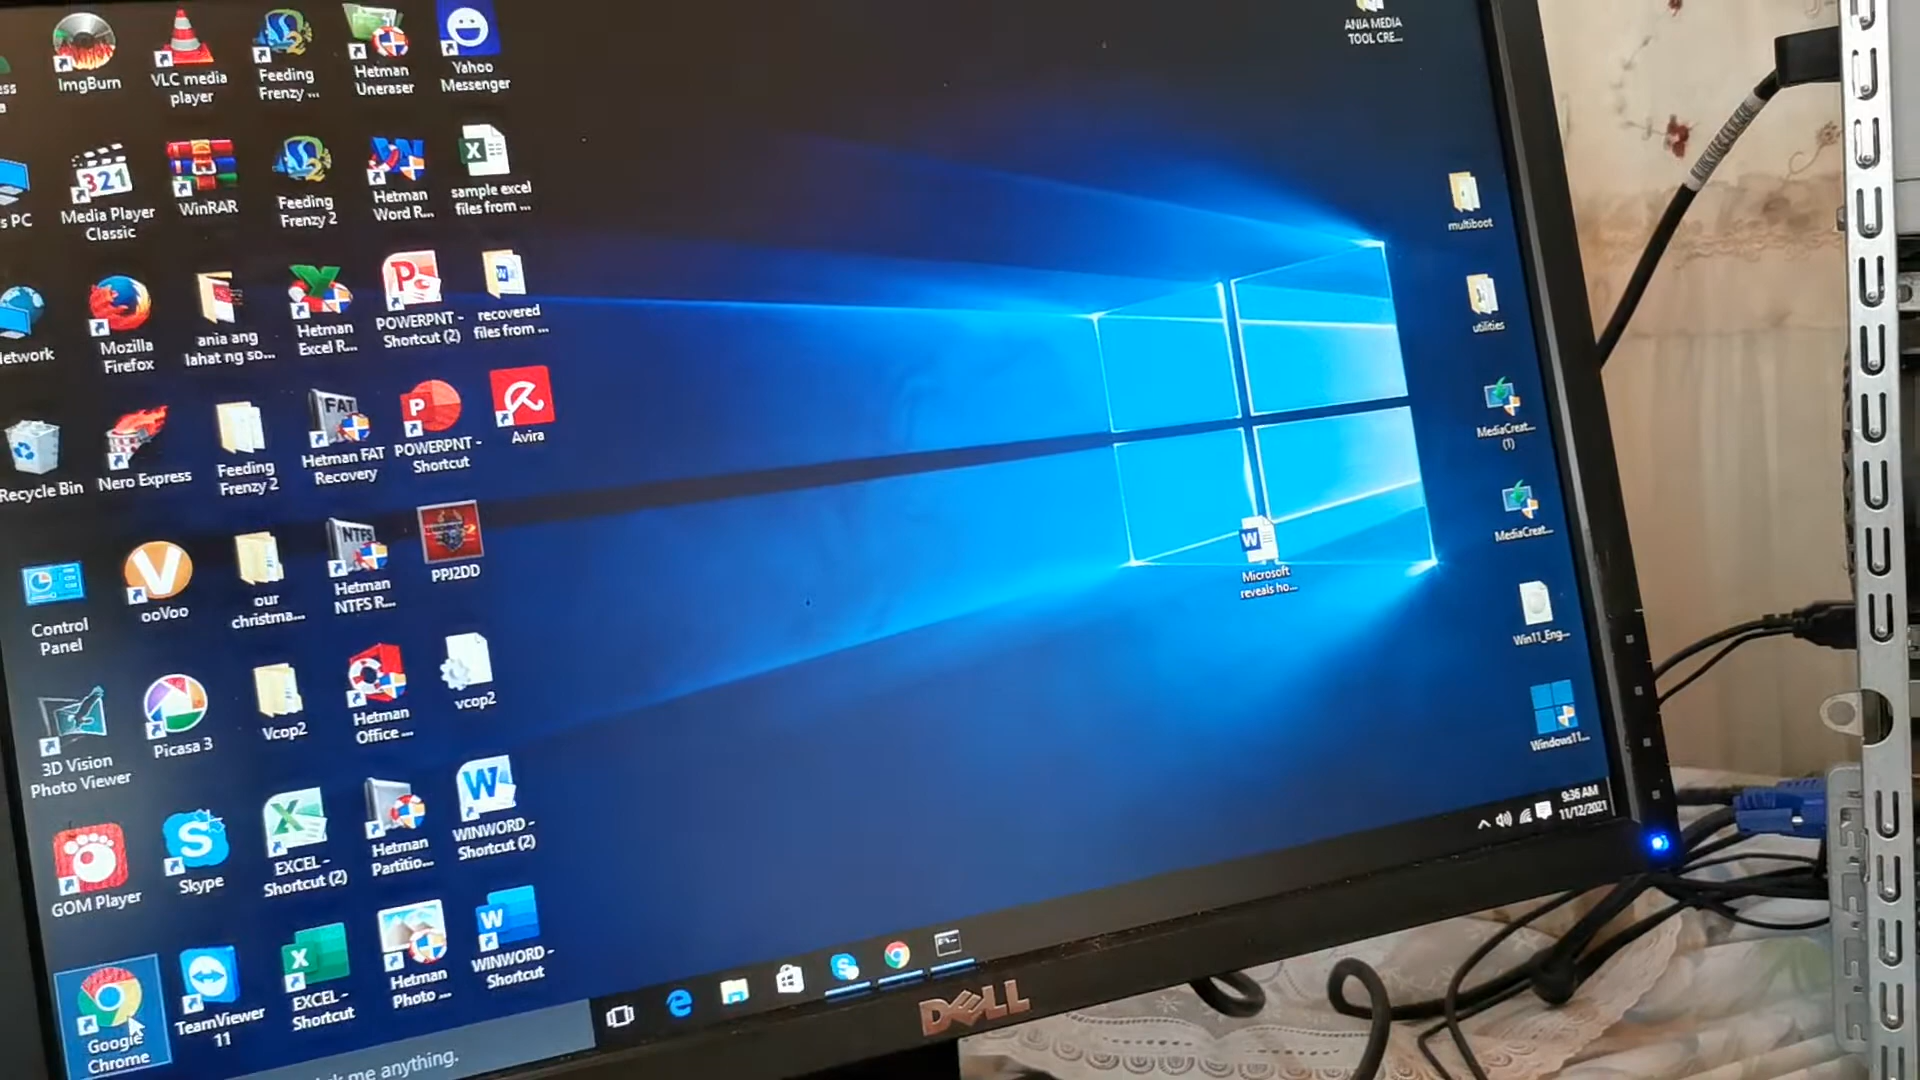 ImgBurn
VLC media
player
Feeding
Frenzy ...
Hetman
Uneraser
Yahoo
Messenger
ANIA MEDIA
TOOL CRE...
s PC
321
Media Player
Classic
WinRAR
Feeding
Frenzy 2
Hetman
Word R...
sample excel
files from ...
multiboot
Network
Mozilla
Firefox
ania ang
lahat ng so...
Hetman
Excel R...
POWERPNT -
Shortcut (2)
recovered
files from ...
utilities
Recycle Bin
Nero Express
Feeding
Frenzy 2
FAT
Hetman FAT
Recovery
POWERPNT -
Shortcut
Avira
MediaCreat...
(1)
Control
Panel
ooVoo
our
christma...
NTFS
Hetman
NTFS R...
PPJ2DD
Microsoft
reveals ho...
MediaCreat...
3D Vision
Photo Viewer
Picasa 3
Vcop2
Hetman
Office ...
vcop2
Win11_Eng...
GOM Player
Skype
EXCEL -
Shortcut (2)
Hetman
Partitio...
WINWORD -
Shortcut (2)
Windows11...
Google
Chrome
TeamViewer
11
EXCEL -
Shortcut
Hetman
Photo ...
WINWORD -
Shortcut
me anything.
9:36 AM
11/12/2021
DELL